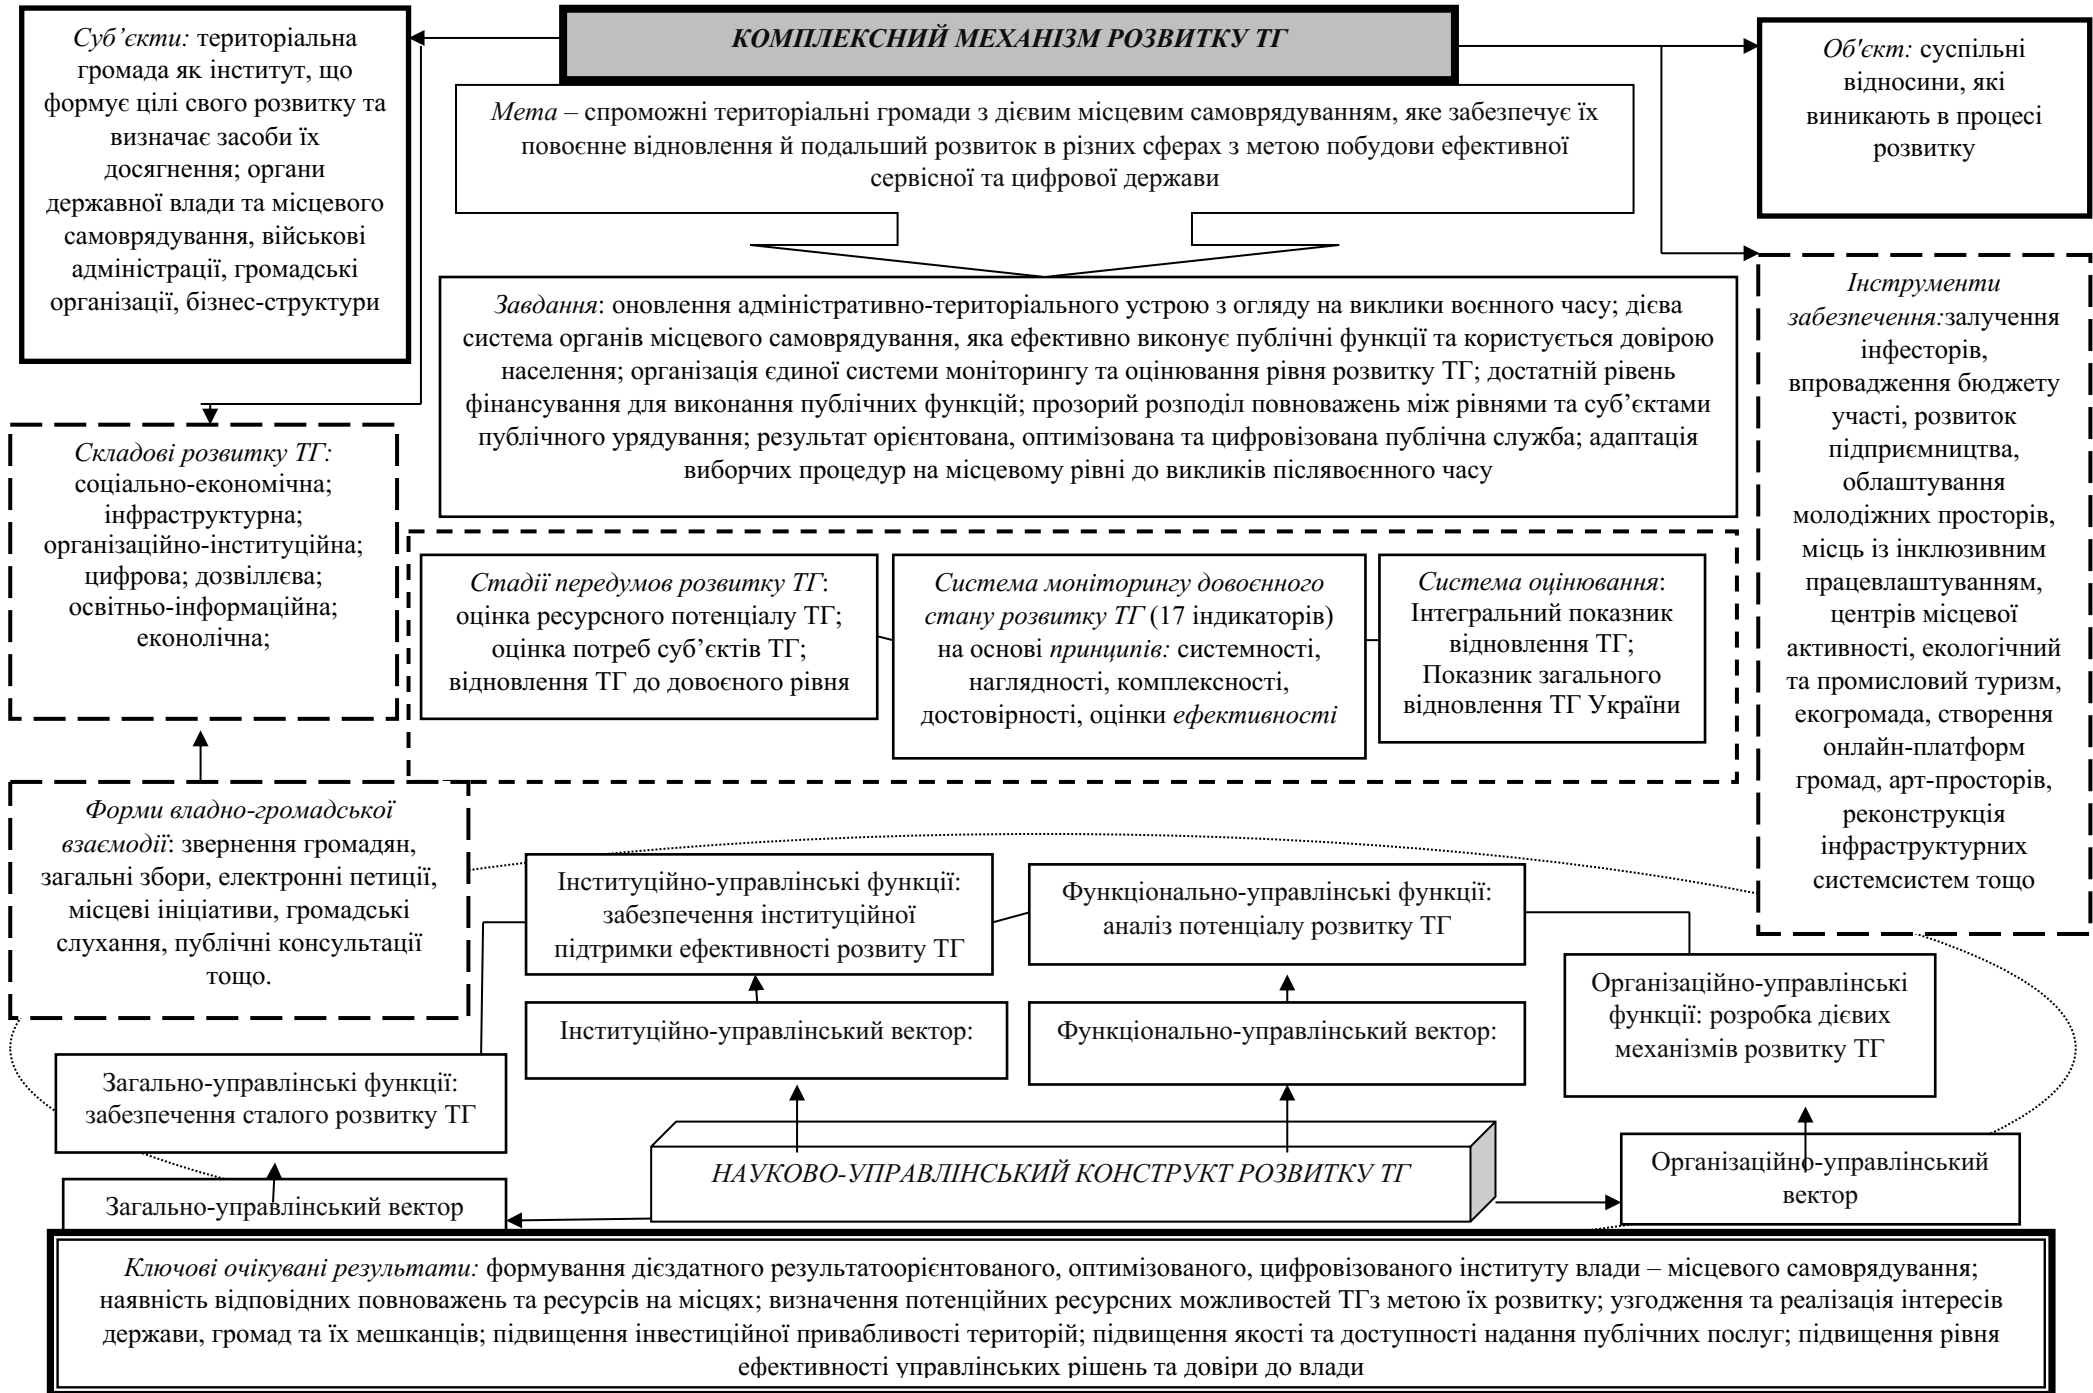 КОМПЛЕКСНИЙ МЕХАНІЗМ РОЗВИТКУ ТГ
Суб’єкти: територіальна
громада як інститут, що
формує цілі свого розвитку та
визначає засоби їх
досягнення; органи
державної влади та місцевого
самоврядування, військові
адміністрації, громадські
організації, бізнес-структури
Об'єкт: суспільні
відносини, які
виникають в процесі
розвитку
Мета – спроможні територіальні громади з дієвим місцевим самоврядуванням, яке забезпечує їх
повоєнне відновлення й подальший розвиток в різних сферах з метою побудови ефективної
сервісної та цифрової держави
Завдання: оновлення адміністративно-територіального устрою з огляду на виклики воєнного часу; дієва
система органів місцевого самоврядування, яка ефективно виконує публічні функції та користується довірою
населення; організація єдиної системи моніторингу та оцінювання рівня розвитку ТГ; достатній рівень
фінансування для виконання публічних функцій; прозорий розподіл повноважень між рівнями та суб’єктами
публічного урядування; результат орієнтована, оптимізована та цифровізована публічна служба; адаптація
виборчих процедур на місцевому рівні до викликів післявоєнного часу
Інструменти
забезпечення:залучення
інфесторів,
впровадження бюджету
участі, розвиток
підприємництва,
облаштування
молодіжних просторів,
місць із інклюзивним
працевлаштуванням,
центрів місцевої
активності, екологічний
та промисловий туризм,
екогромада, створення
онлайн-платформ
громад, арт-просторів,
реконструкція
інфраструктурних
системсистем тощо
Складові розвитку ТГ:
соціально-економічна;
інфраструктурна;
організаційно-інституційна;
цифрова; дозвіллєва;
освітньо-інформаційна;
еконолічна;
Стадії передумов розвитку ТГ:
оцінка ресурсного потенціалу ТГ;
оцінка потреб суб’єктів ТГ;
відновлення ТГ до довоєного рівня
Система моніторингу довоєнного
стану розвитку ТГ (17 індикаторів)
на основі принципів: системності,
наглядності, комплексності,
достовірності, оцінки ефективності
Система оцінювання:
Інтегральний показник
відновлення ТГ;
Показник загального
відновлення ТГ України
Форми владно-громадської
взаємодії: звернення громадян,
загальні збори, електронні петиції,
місцеві ініціативи, громадські
слухання, публічні консультації
тощо.
Інституційно-управлінські функції:
забезпечення інституційної
підтримки ефективності розвиту ТГ
Функціонально-управлінські функції:
аналіз потенціалу розвитку ТГ
Організаційно-управлінські
функції: розробка дієвих
механізмів розвитку ТГ
Інституційно-управлінський вектор:
Функціонально-управлінський вектор:
Загально-управлінські функції:
забезпечення сталого розвитку ТГ
НАУКОВО-УПРАВЛІНСЬКИЙ КОНСТРУКТ РОЗВИТКУ ТГ
Організаційно-управлінський
вектор
Загально-управлінський вектор
Ключові очікувані результати: формування дієздатного результатоорієнтованого, оптимізованого, цифровізованого інституту влади – місцевого самоврядування;
наявність відповідних повноважень та ресурсів на місцях; визначення потенційних ресурсних можливостей ТГз метою їх розвитку; узгодження та реалізація інтересів
держави, громад та їх мешканців; підвищення інвестиційної привабливості територій; підвищення якості та доступності надання публічних послуг; підвищення рівня
ефективності управлінських рішень та довіри до влади